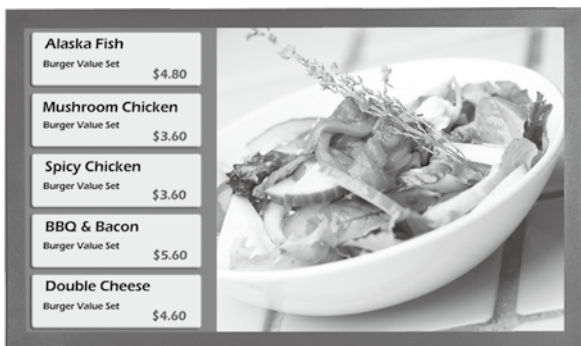 Alaska Fish
Burger Value Set
$4.80
Mushroom Chicken
Burger Value Set
$3.60
Spicy Chicken
Burger Value Set
$3.60
BBQ & Bacon
Burger Value Set
$5.60
Double Cheese
Burger Value Set
$4.60